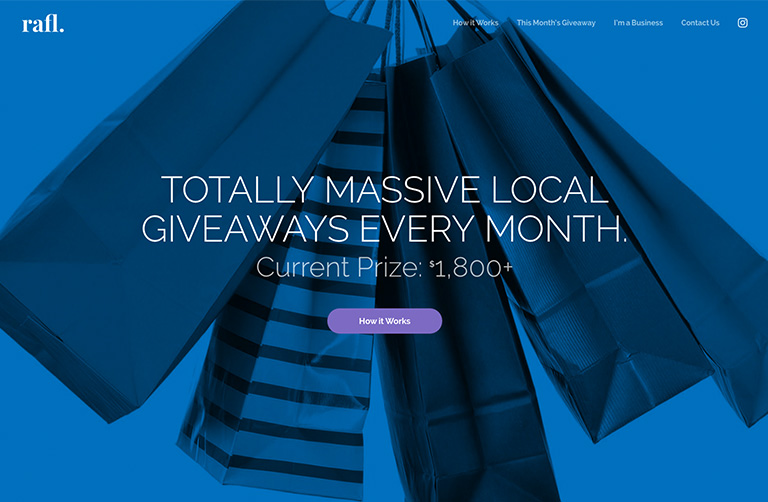 rafl.
How it Works
This Month's Giveaway
I'm a Business
Contact Us
TOTALLY MASSIVE LOCAL
GIVEAWAYS EVERY MONTH.
Current Prize: $1,800+
How it Works